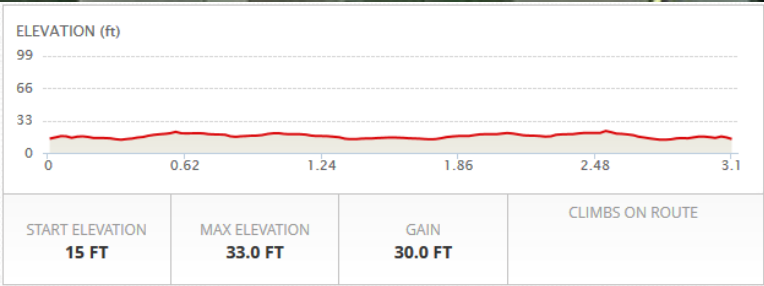 ELEVATION (ft)
99
66
33
0
0 0.62 1.24 1.86 2.48 3.1
START ELEVATION MAX ELEVATION GAIN CLIMBS ON ROUTE
15 FT 33.0 FT 30.0 FT